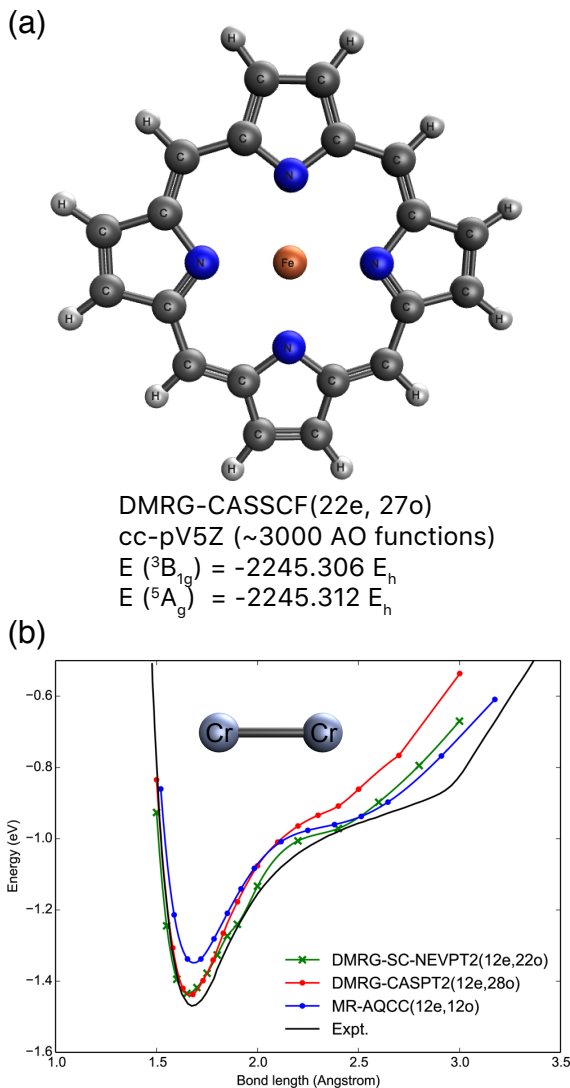 (a)
H H
C C
H C C H
C N C
H C C H
C N Fe N C
C C
H C C H
C N C
H C C H
C C
H H
DMRG-CASSCF(22e, 27o)
cc-pV5Z (~3000 AO functions)
E (³B₁g) = -2245.306 Eₕ
E (⁵Ag) = -2245.312 Eₕ
(b)
Cr Cr
Energy (eV)
−0.6
−0.8
−1.0
−1.2
−1.4
−1.6
DMRG-SC-NEVPT2(12e,22o)
DMRG-CASPT2(12e,28o)
MR-AQCC(12e,12o)
Expt.
1.0 1.5 2.0 2.5 3.0 3.5
Bond length (Angstrom)